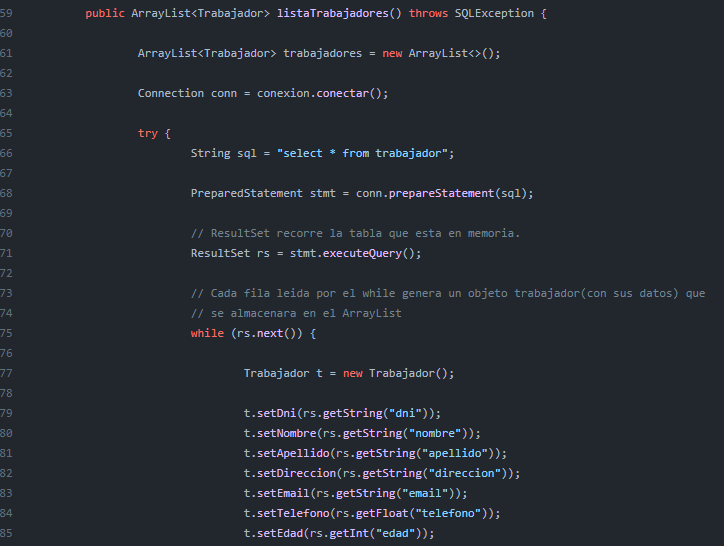 59 public ArrayList<Trabajador> listaTrabajadores() throws SQLException {
60
61 ArrayList<Trabajador> trabajadores = new ArrayList<>();
62
63 Connection conn = conexion.conectar();
64
65 try {
66 String sql = "select * from trabajador";
67
68 PreparedStatement stmt = conn.prepareStatement(sql);
69
70 // ResultSet recorre la tabla que esta en memoria.
71 ResultSet rs = stmt.executeQuery();
72
73 // Cada fila leida por el while genera un objeto trabajador(con sus datos) que
74 // se almacenara en el ArrayList
75 while (rs.next()) {
76
77 Trabajador t = new Trabajador();
78
79 t.setDni(rs.getString("dni"));
80 t.setNombre(rs.getString("nombre"));
81 t.setApellido(rs.getString("apellido"));
82 t.setDireccion(rs.getString("direccion"));
83 t.setEmail(rs.getString("email"));
84 t.setTelefono(rs.getFloat("telefono"));
85 t.setEdad(rs.getInt("edad"));